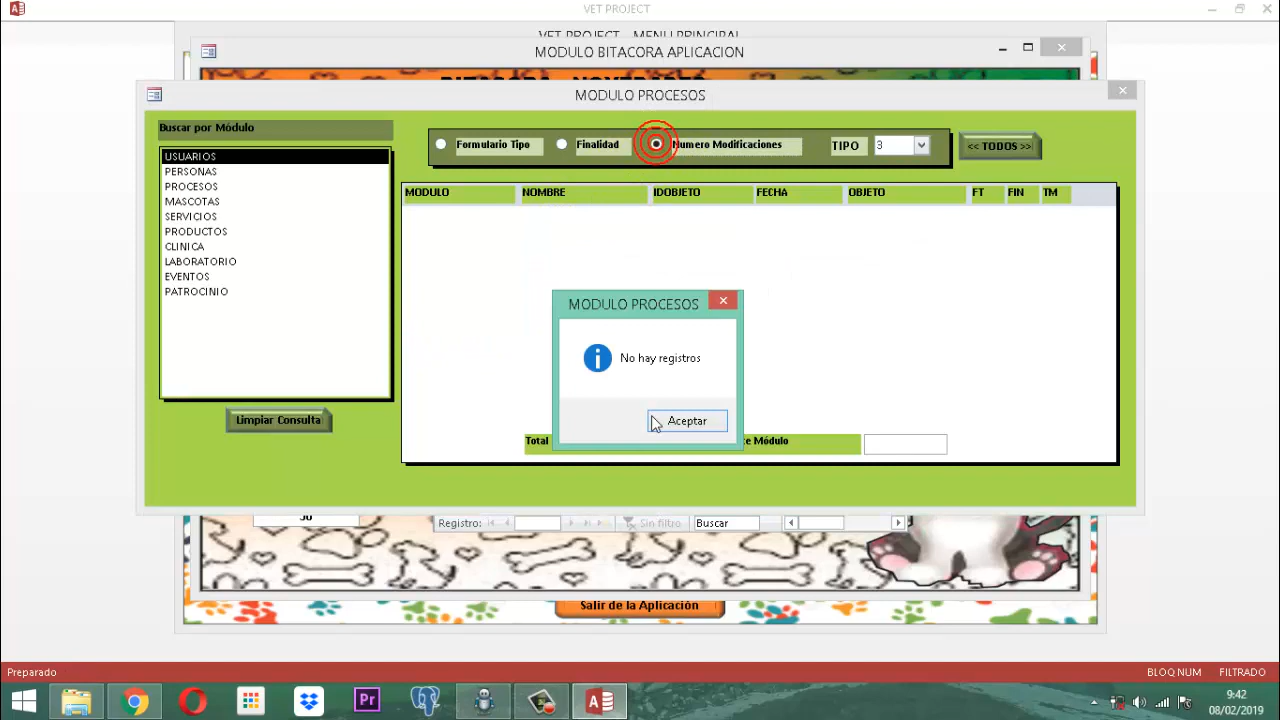 VET PROJECT
VET PROJECT - MENU PRINCIPAL
MODULO BITACORA APLICACION
MODULO PROCESOS
Buscar por Módulo
USUARIOS
PERSONAS
PROCESOS
MASCOTAS
SERVICIOS
PRODUCTOS
CLINICA
LABORATORIO
EVENTOS
PATROCINIO
Limpiar Consulta
Formulario Tipo
Finalidad
Numero Modificaciones
TIPO
3
<< TODOS >>
MODULO NOMBRE IDOBJETO FECHA OBJETO FT FIN TM
MODULO PROCESOS
No hay registros
Aceptar
Total
Módulo
Registro:
Sin filtro
Buscar
Salir de la Aplicación
Preparado
BLOQ NUM
FILTRADO
Pr
9:42
08/02/2019